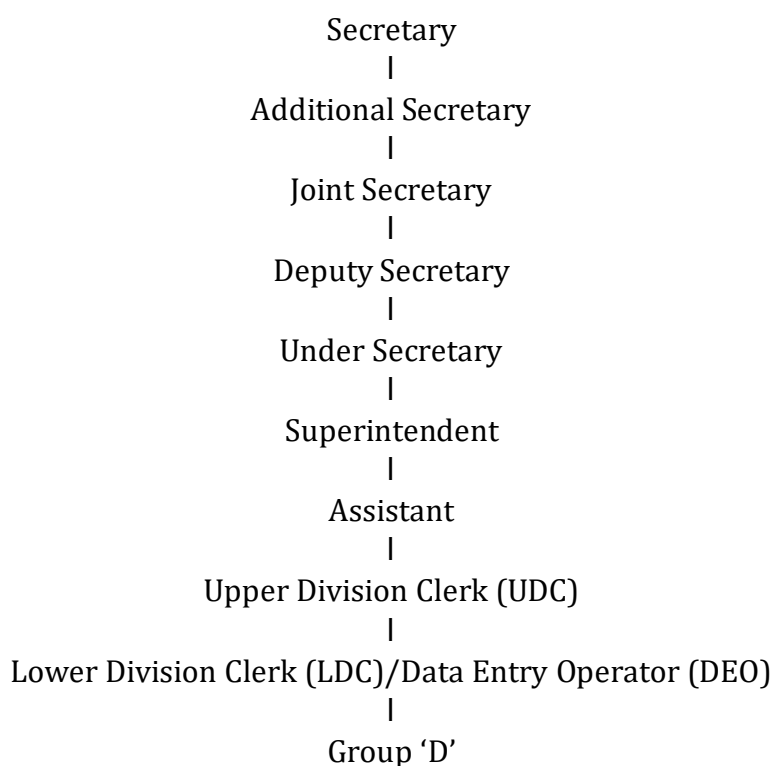 Secretary
Additional Secretary
Joint Secretary
Deputy Secretary
Under Secretary
Superintendent
Assistant
Upper Division Clerk (UDC)
Lower Division Clerk (LDC)/Data Entry Operator (DEO)
Group ‘D’